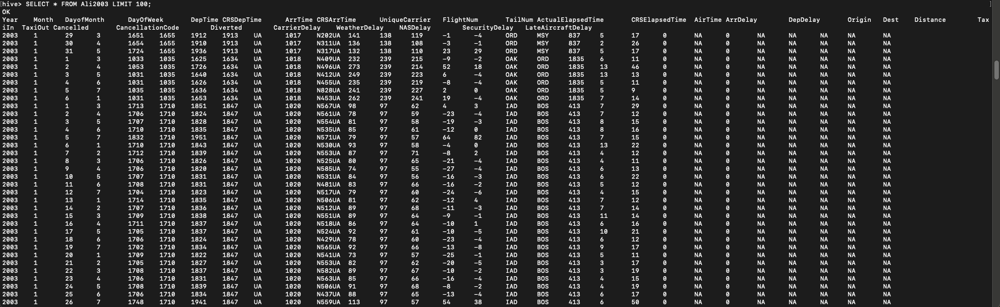 [hive> SELECT * FROM Ali2003 LIMIT 100; ]
OK
Year Month DayofMonth DayOfWeek DepTime CRSDepTime ArrTime CRSArrTime UniqueCarrier FlightNum TailNum ActualElapsedTime CRSElapsedTime AirTime ArrDelay DepDelay Origin Dest Distance Tax
iIn TaxiOut Cancelled CancellationCode Diverted CarrierDelay WeatherDelay NASDelay SecurityDelay LateAircraftDelay
2003 1 29 3 1651 1655 1912 1913 UA 1017 N202UA 141 138 119 -1 -4 ORD MSY 837 5 17 0 NA 0 NA NA NA NA NA
2003 1 30 4 1654 1655 1910 1913 UA 1017 N311UA 136 138 108 -3 -1 ORD MSY 837 2 26 0 NA 0 NA NA NA NA NA
2003 1 31 5 1724 1655 1936 1913 UA 1017 N317UA 132 138 110 23 29 ORD MSY 837 5 17 0 NA 0 NA NA NA NA NA
2003 1 1 3 1033 1035 1625 1634 UA 1018 N409UA 232 239 215 -9 -2 OAK ORD 1835 6 11 0 NA 0 NA NA NA NA NA
2003 1 2 4 1053 1035 1726 1634 UA 1018 N496UA 273 239 214 52 18 OAK ORD 1835 13 46 0 NA 0 NA NA NA NA NA
2003 1 3 5 1031 1035 1640 1634 UA 1018 N412UA 249 239 223 6 -4 OAK ORD 1835 13 13 0 NA 0 NA NA NA NA NA
2003 1 4 6 1031 1035 1626 1634 UA 1018 N455UA 235 239 219 -8 -4 OAK ORD 1835 5 11 0 NA 0 NA NA NA NA NA
2003 1 5 7 1035 1035 1636 1634 UA 1018 N828UA 241 239 227 2 0 OAK ORD 1835 5 9 0 NA 0 NA NA NA NA NA
2003 1 6 1 1031 1035 1653 1634 UA 1018 N453UA 262 239 241 19 -4 OAK ORD 1835 7 14 0 NA 0 NA NA NA NA NA
2003 1 1 3 1713 1710 1851 1847 UA 1020 N567UA 98 97 62 4 3 IAD BOS 413 7 29 0 NA 0 NA NA NA NA NA
2003 1 2 4 1706 1710 1824 1847 UA 1020 N561UA 78 97 59 -23 -4 IAD BOS 413 7 12 0 NA 0 NA NA NA NA NA
2003 1 3 5 1707 1710 1828 1847 UA 1020 N554UA 81 97 58 -19 -3 IAD BOS 413 8 15 0 NA 0 NA NA NA NA NA
2003 1 4 6 1710 1710 1835 1847 UA 1020 N535UA 85 97 61 -12 0 IAD BOS 413 8 16 0 NA 0 NA NA NA NA NA
2003 1 5 7 1832 1710 1951 1847 UA 1020 N571UA 79 97 57 64 82 IAD BOS 413 7 15 0 NA 0 NA NA NA NA NA
2003 1 6 1 1710 1710 1843 1847 UA 1020 N530UA 93 97 58 -4 0 IAD BOS 413 13 22 0 NA 0 NA NA NA NA NA
2003 1 7 2 1712 1710 1839 1847 UA 1020 N553UA 87 97 71 -8 2 IAD BOS 413 4 12 0 NA 0 NA NA NA NA NA
2003 1 8 3 1706 1710 1826 1847 UA 1020 N525UA 80 97 65 -21 -4 IAD BOS 413 4 11 0 NA 0 NA NA NA NA NA
2003 1 9 4 1706 1710 1820 1847 UA 1020 N585UA 74 97 55 -27 -4 IAD BOS 413 6 13 0 NA 0 NA NA NA NA NA
2003 1 10 5 1707 1710 1831 1847 UA 1020 N531UA 84 97 56 -16 -3 IAD BOS 413 6 22 0 NA 0 NA NA NA NA NA
2003 1 11 6 1708 1710 1831 1847 UA 1020 N481UA 83 97 66 -16 -2 IAD BOS 413 5 12 0 NA 0 NA NA NA NA NA
2003 1 12 7 1704 1710 1823 1847 UA 1020 N517UA 79 97 60 -24 -6 IAD BOS 413 4 15 0 NA 0 NA NA NA NA NA
2003 1 13 1 1714 1710 1835 1847 UA 1020 N506UA 81 97 62 -12 4 IAD BOS 413 7 12 0 NA 0 NA NA NA NA NA
2003 1 14 2 1707 1710 1836 1847 UA 1020 N512UA 89 97 68 -11 -3 IAD BOS 413 7 14 0 NA 0 NA NA NA NA NA
2003 1 15 3 1709 1710 1838 1847 UA 1020 N551UA 89 97 64 -9 -1 IAD BOS 413 11 14 0 NA 0 NA NA NA NA NA
2003 1 16 4 1711 1710 1837 1847 UA 1020 N518UA 86 97 64 -10 1 IAD BOS 413 6 16 0 NA 0 NA NA NA NA NA
2003 1 17 5 1705 1710 1837 1847 UA 1020 N524UA 92 97 61 -10 -5 IAD BOS 413 10 21 0 NA 0 NA NA NA NA NA
2003 1 18 6 1706 1710 1824 1847 UA 1020 N429UA 78 97 60 -23 -4 IAD BOS 413 6 12 0 NA 0 NA NA NA NA NA
2003 1 19 7 1702 1710 1834 1847 UA 1020 N565UA 92 97 66 -13 -8 IAD BOS 413 9 17 0 NA 0 NA NA NA NA NA
2003 1 20 1 1709 1710 1822 1847 UA 1020 N541UA 73 97 57 -25 -1 IAD BOS 413 5 11 0 NA 0 NA NA NA NA NA
2003 1 21 2 1705 1710 1827 1847 UA 1020 N553UA 82 97 62 -20 -5 IAD BOS 413 3 17 0 NA 0 NA NA NA NA NA
2003 1 22 3 1708 1710 1837 1847 UA 1020 N582UA 89 97 67 -10 -2 IAD BOS 413 3 19 0 NA 0 NA NA NA NA NA
2003 1 23 4 1706 1710 1831 1847 UA 1020 N563UA 85 97 66 -16 -4 IAD BOS 413 4 15 0 NA 0 NA NA NA NA NA
2003 1 24 5 1708 1710 1839 1847 UA 1020 N506UA 91 97 68 -8 -2 IAD BOS 413 4 19 0 NA 0 NA NA NA NA NA
2003 1 25 6 1706 1710 1834 1847 UA 1020 N437UA 88 97 65 -13 -4 IAD BOS 413 6 17 0 NA 0 NA NA NA NA NA
2003 1 26 7 1748 1710 1941 1847 UA 1020 N559UA 113 97 57 54 38 IAD BOS 413 6 50 0 NA 0 NA NA NA NA NA